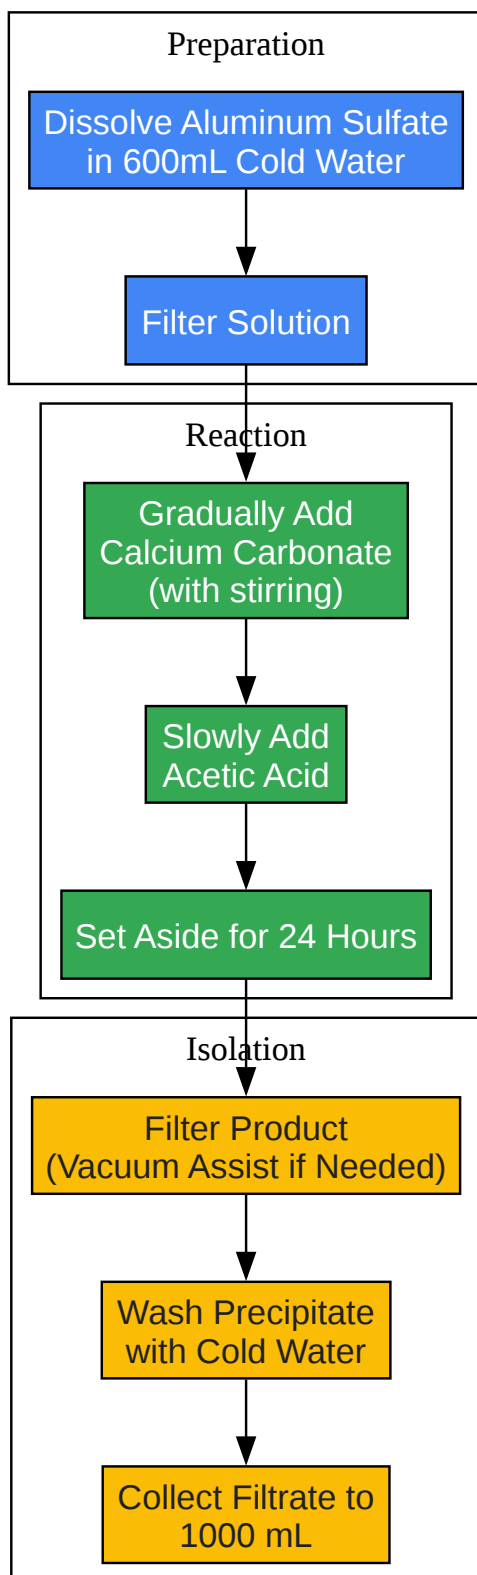 Preparation
Dissolve Aluminum Sulfate
in 600mL Cold Water
Filter Solution
Reaction
Gradually Add
Calcium Carbonate
(with stirring)
Slowly Add
Acetic Acid
Set Aside for 24 Hours
Isolation
Filter Product
(Vacuum Assist if Needed)
Wash Precipitate
with Cold Water
Collect Filtrate to
1000 mL